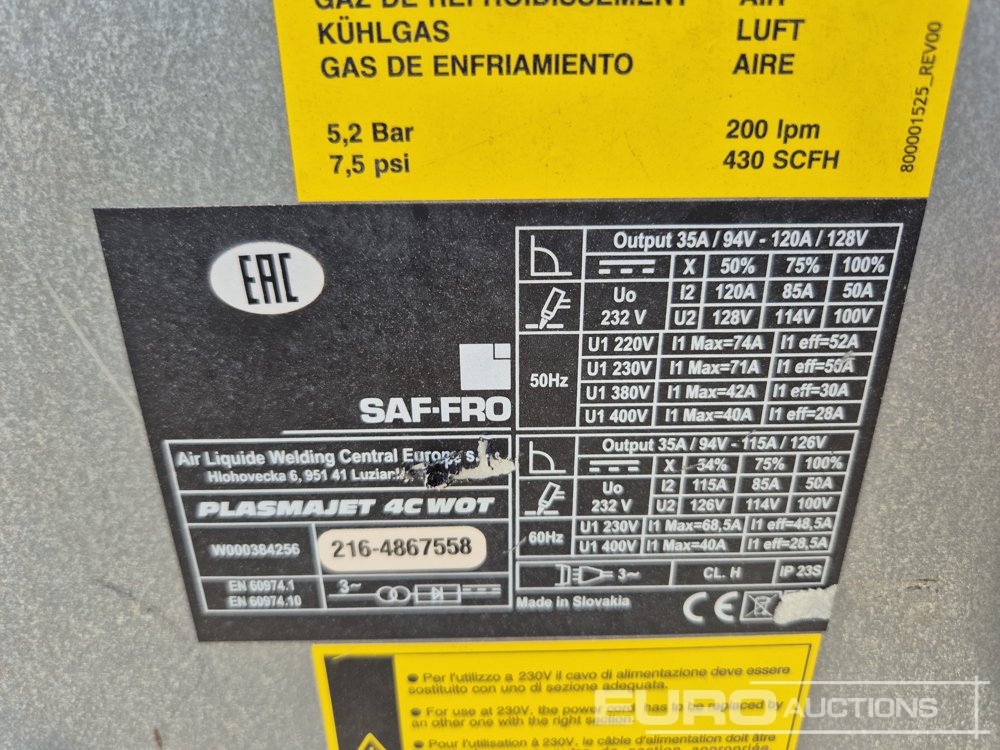 GAZ DE REFROIDISSEMENT AIR
KÜHLGAS LUFT
GAS DE ENFRIAMIENTO AIRE
5,2 Bar 200 lpm
7,5 psi 430 SCFH
800001525_REV00
EAC
SAF-FRO
Air Liquide Welding Central
Hlohovecka 6, 951 41
PLASMAJET 4C WOT
W000384256 216-4867558
EN 60974.1
EN 60974.10
3~
Output 35A / 94V - 120A / 128V
X 50% 75% 100%
Uo I2 120A 85A 50A
232 V U2 128V 114V 100V
50Hz
U1 220V I1 Max=74A I1 eff=52A
U1 230V I1 Max=71A I1 eff=50A
U1 380V I1 Max=42A I1 eff=30A
U1 400V I1 Max=40A I1 eff=28A
Output 35A / 94V - 115A / 126V
X 54% 75% 100%
Uo I2 115A 85A 50A
232 V U2 126V 114V 100V
60Hz
U1 230V I1 Max=68,5A I1 eff=48,5A
U1 400V I1 Max=40A I1 eff=28,5A
3~ CL. H IP 23S
Made in Slovakia CE
Per l'utilizzo a 230V il cavo di alimentazione deve essere
sostituito con uno di sezione adeguata.
For use at 230V, the power cord has to be replaced by
an other one with the right section.
Pour l'utilisation à 230V, le câble d'alimentation doit être
EURO AUCTIONS